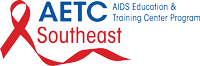 AETC
AIDS Education &
Training Center Program
Southeast